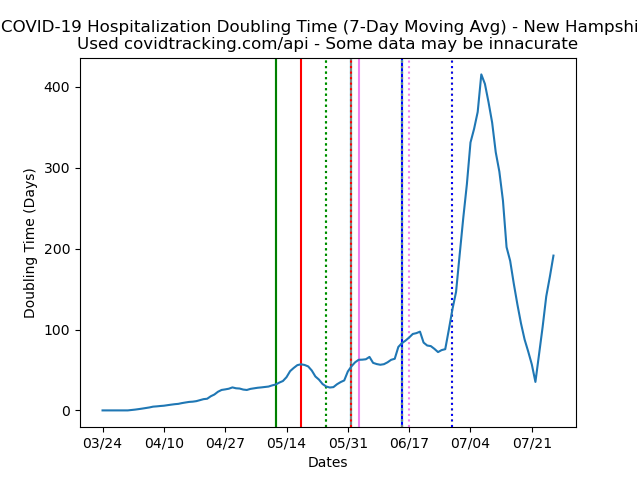 COVID-19 Hospitalization Doubling Time (7-Day Moving Avg) - New Hampshi
Used covidtracking.com/api - Some data may be innacurate
Doubling Time (Days)
400
300
200
100
0
03/24 04/10 04/27 05/14 05/31 06/17 07/04 07/21
Dates